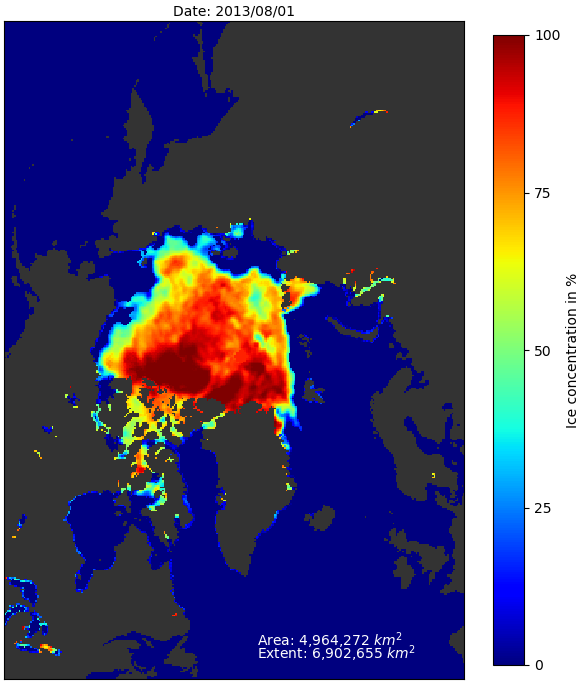 Date: 2013/08/01
100
75
50
25
0
Ice concentration in %
Area: 4,964,272 km²
Extent: 6,902,655 km²